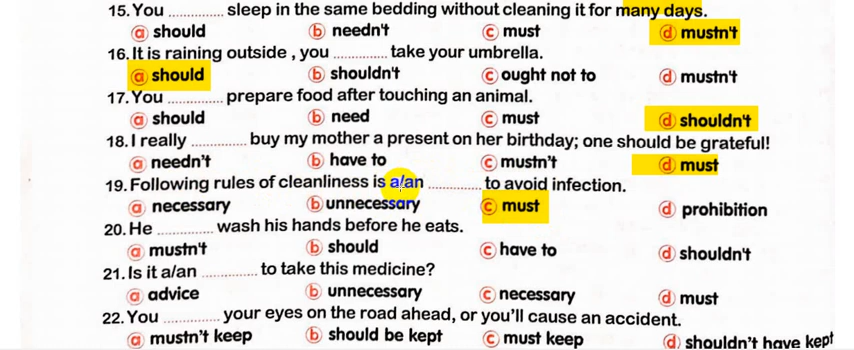 15. You ............ sleep in the same bedding without cleaning it for many days.
a should b needn't c must d mustn't
16. It is raining outside , you ............ take your umbrella.
a should b shouldn't c ought not to d mustn't
17. You ............ prepare food after touching an animal.
a should b need c must d shouldn't
18. I really ............ buy my mother a present on her birthday; one should be grateful!
a needn't b have to c mustn't d must
19. Following rules of cleanliness is a/an ............ to avoid infection.
a necessary b unnecessary c must d prohibition
20. He ............ wash his hands before he eats.
a mustn't b should c have to d shouldn't
21. Is it a/an ............ to take this medicine?
a advice b unnecessary c necessary d must
22. You ............ your eyes on the road ahead, or you'll cause an accident.
a mustn't keep b should be kept c must keep d shouldn't have kept